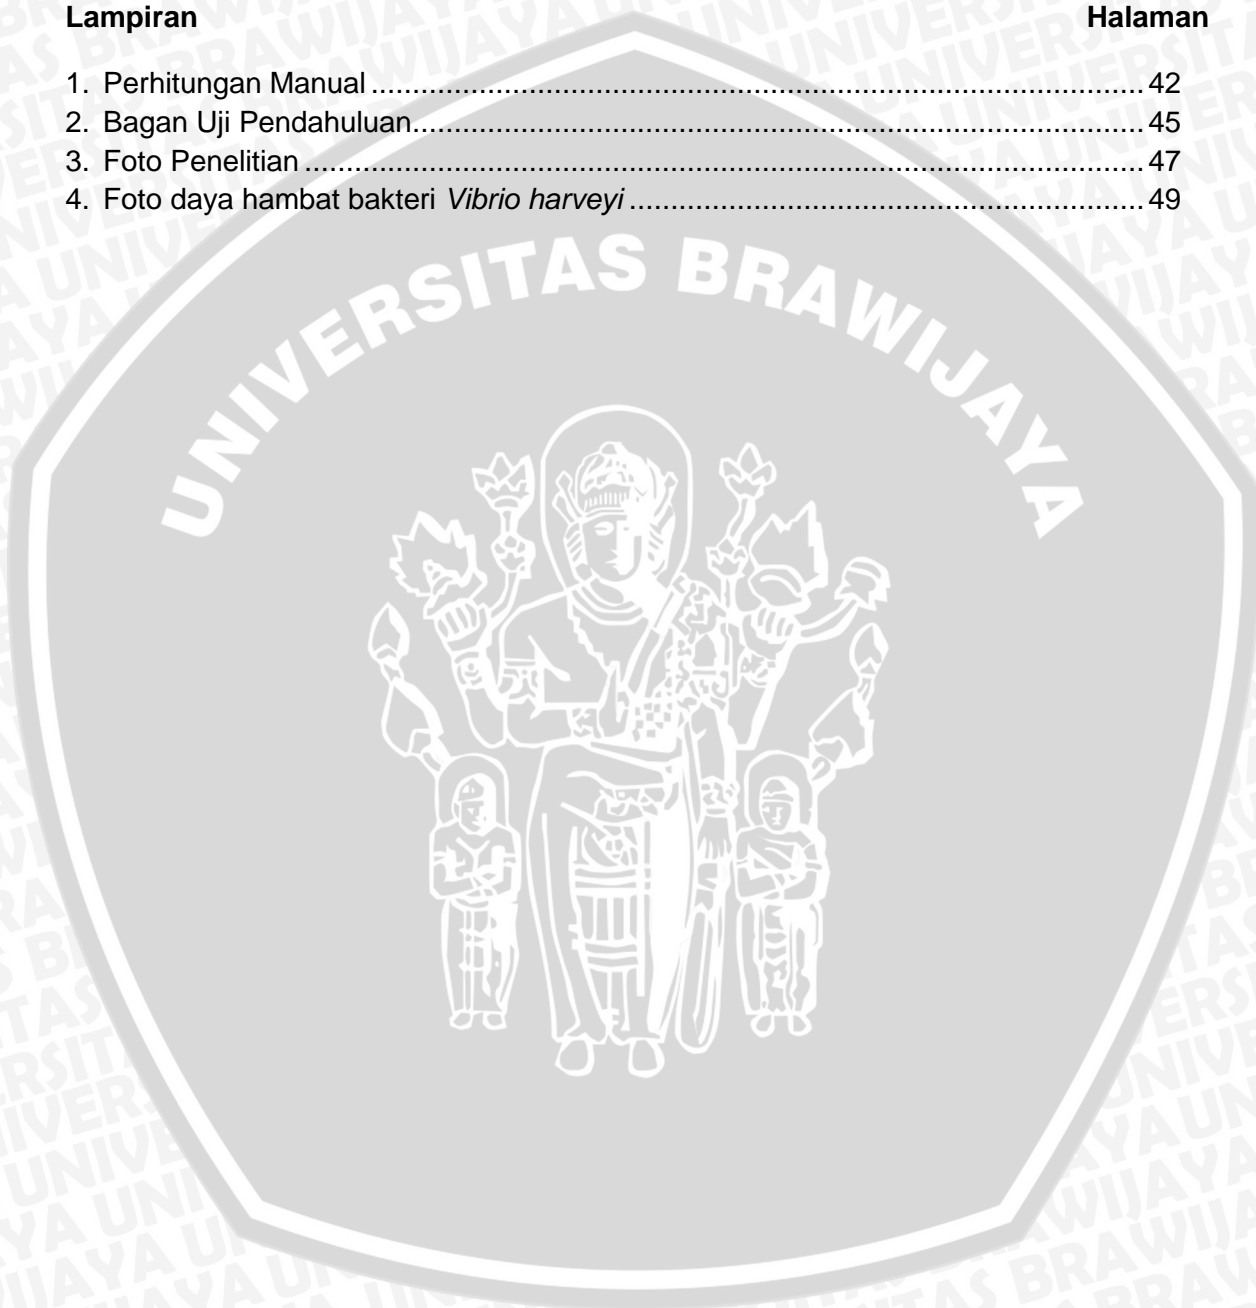 Lampiran Halaman
1. Perhitungan Manual ........................................................................................... 42
2. Bagan Uji Pendahuluan...................................................................................... 45
3. Foto Penelitian ................................................................................................... 47
4. Foto daya hambat bakteri Vibrio harveyi ............................................................ 49
UNIVERSITAS BRAWIJAYA